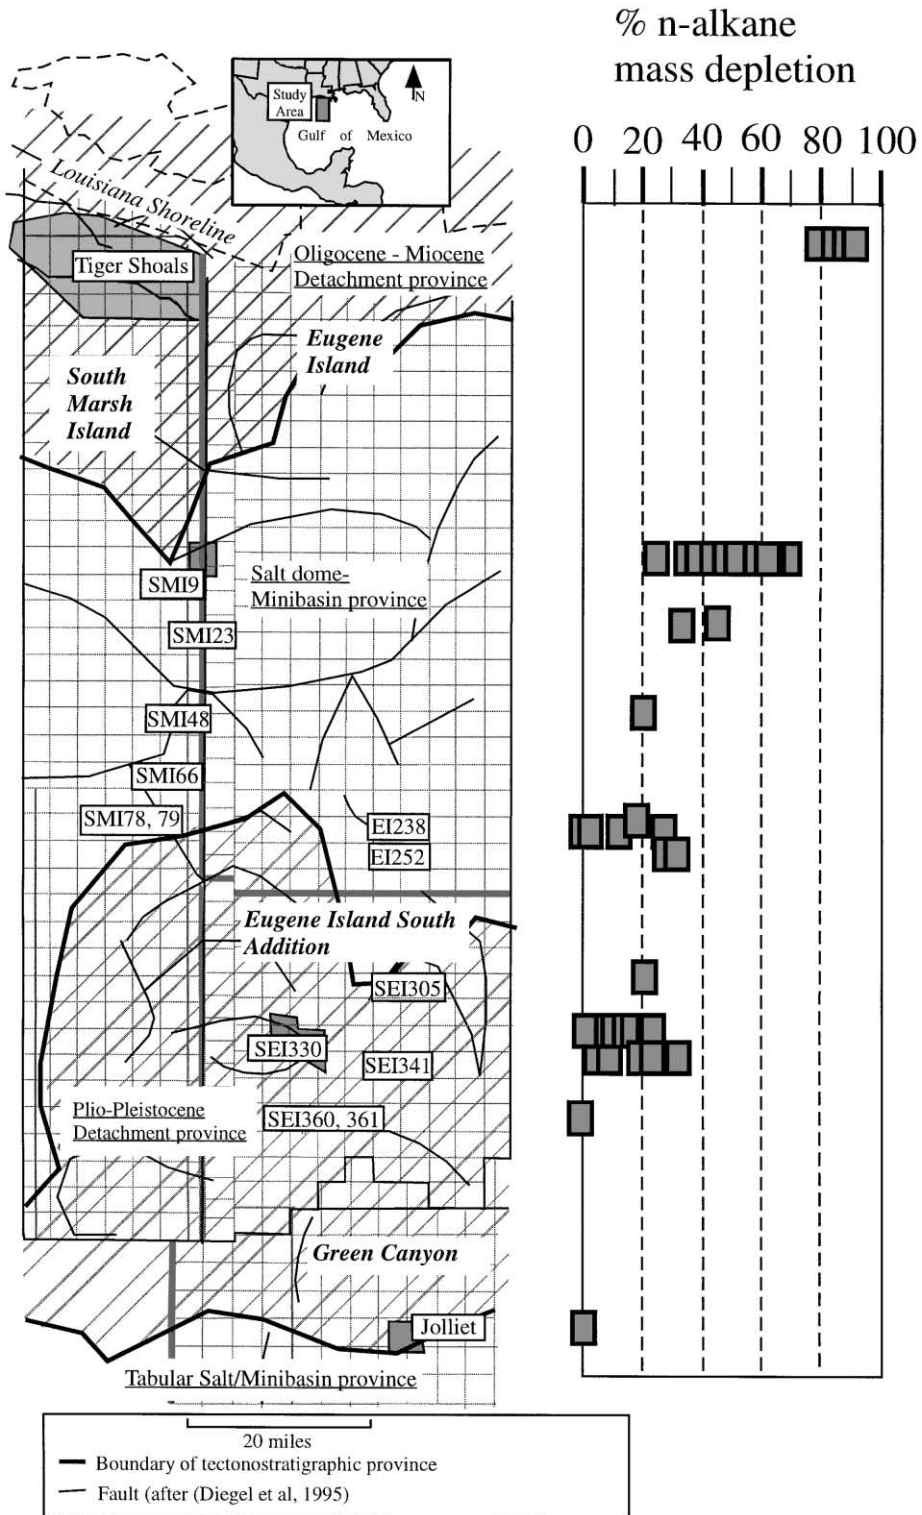 % n-alkane
mass depletion
0 20 40 60 80 100
Study
Area
N
Gulf of Mexico
Louisiana Shoreline
Tiger Shoals
Oligocene - Miocene
Detachment province
Eugene
Island
South
Marsh
Island
SMI9
Salt dome-
Minibasin province
SMI23
SMI48
SMI66
SMI78, 79
EI238
EI252
Eugene Island South
Addition
SEI305
SEI330
SEI341
Plio-Pleistocene
Detachment province
SEI360, 361
Green Canyon
Jolliet
Tabular Salt/Minibasin province
20 miles
Boundary of tectonostratigraphic province
Fault (after (Diegel et al, 1995)